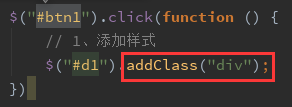 $("#btn1").click(function () {
// 1、添加样式
$("#d1").addClass("div");
})